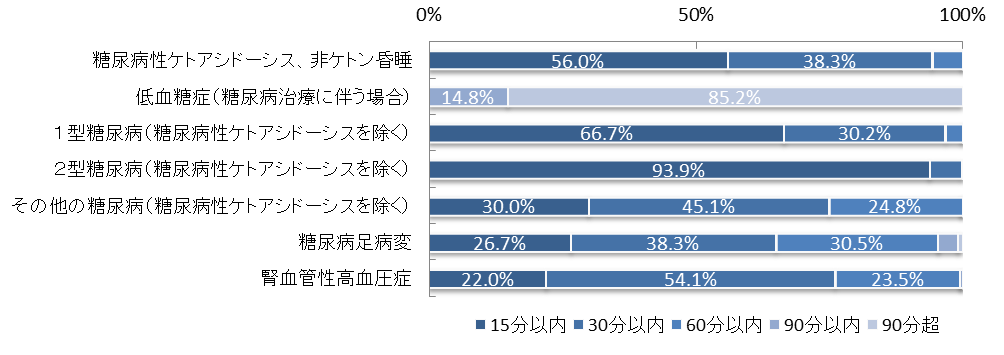 0% 50% 100%
糖尿病性ケトアシドーシス、非ケトン昏睡 56.0% 38.3%
低血糖症（糖尿病治療に伴う場合） 14.8% 85.2%
１型糖尿病（糖尿病性ケトアシドーシスを除く） 66.7% 30.2%
２型糖尿病（糖尿病性ケトアシドーシスを除く） 93.9%
その他の糖尿病（糖尿病性ケトアシドーシスを除く） 30.0% 45.1% 24.8%
糖尿病足病変 26.7% 38.3% 30.5%
腎血管性高血圧症 22.0% 54.1% 23.5%
15分以内 30分以内 60分以内 90分以内 90分超